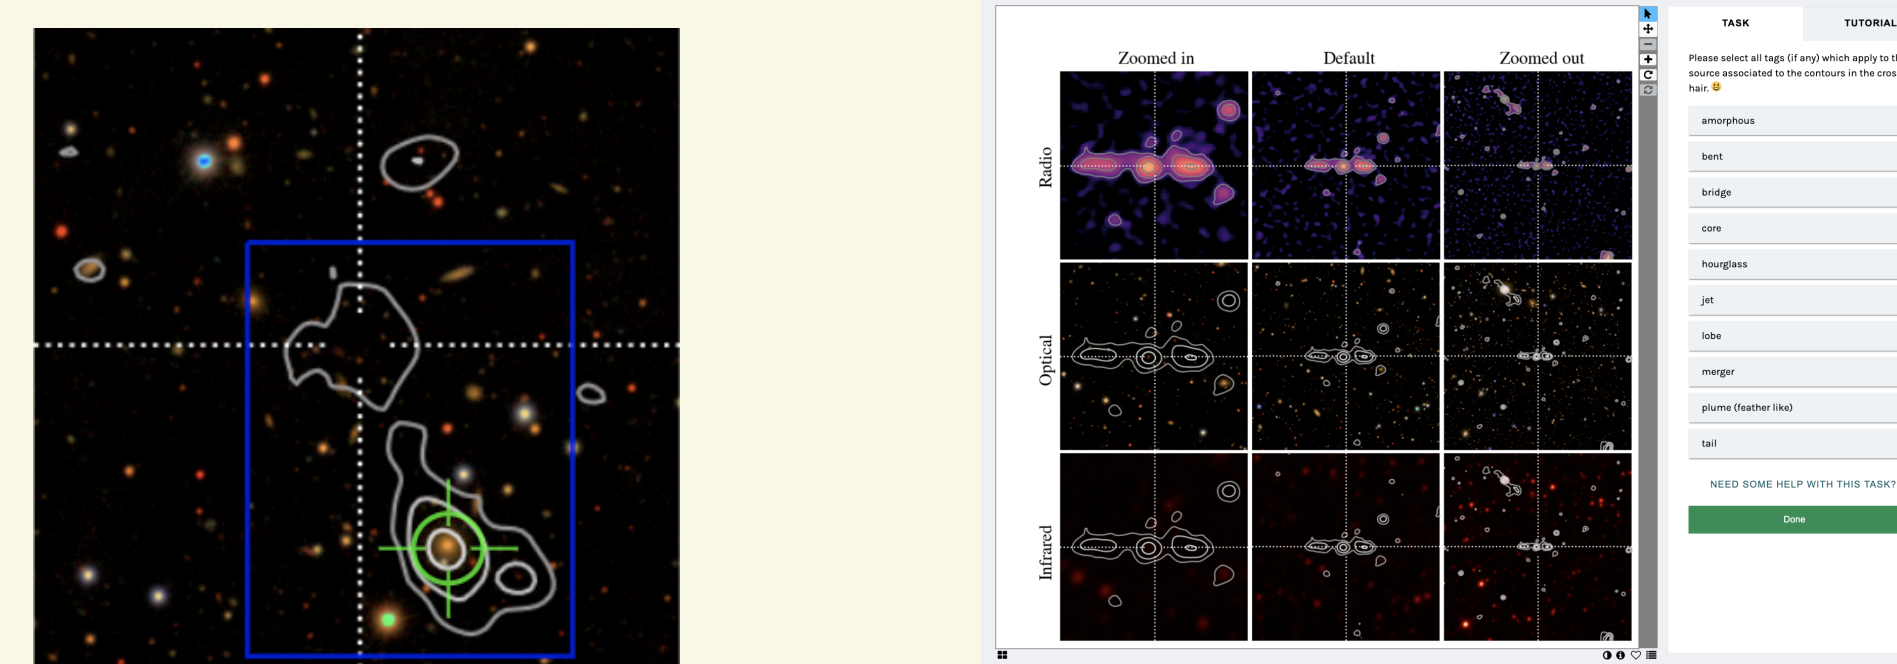 Zoomed in
Default
Zoomed out
Radio
Optical
Infrared
TASK
TUTORIAL
Please select all tags (if any) which apply to
source associated to the contours in the
hair. 😃
amorphous
bent
bridge
core
hourglass
jet
lobe
merger
plume (feather like)
tail
NEED SOME HELP WITH THIS TASK?
Done